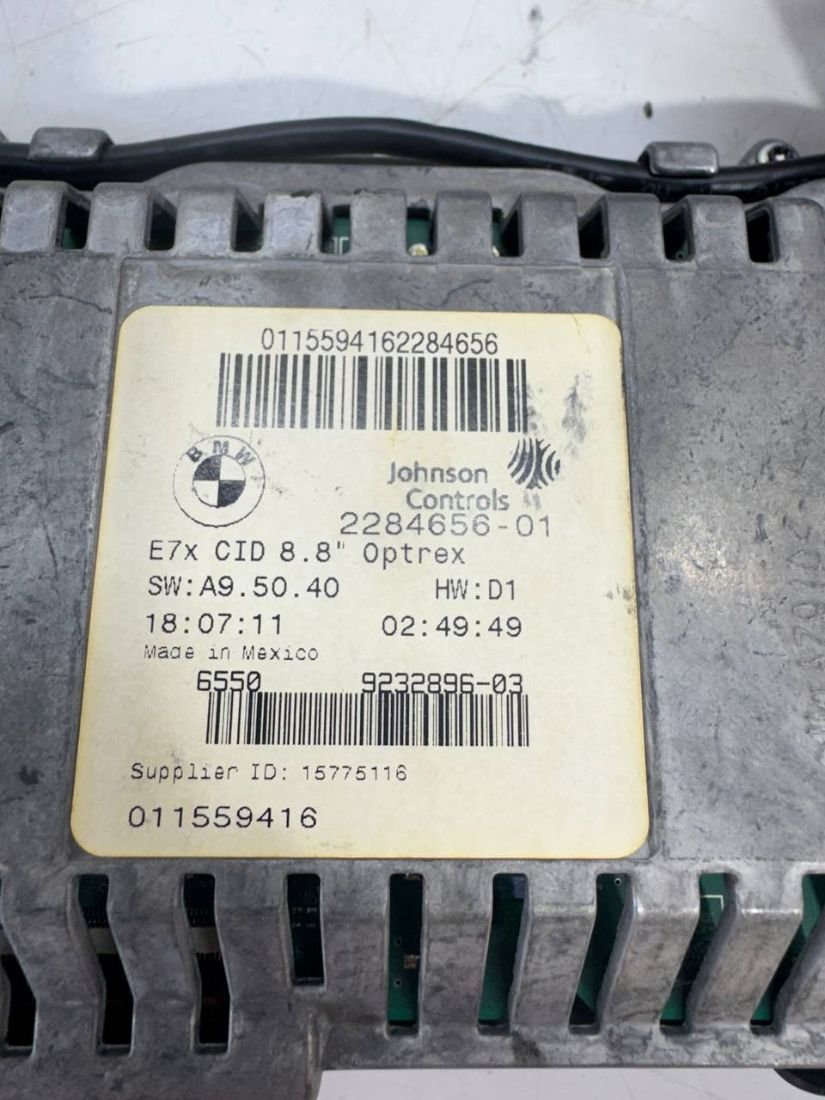 0115594162284656
BMW
Johnson
Controls
2284656-01
E7x CID 8.8" Optrex
SW:A9.50.40 HW:D1
18:07:11 02:49:49
Made in Mexico
6550 9232896-03
Supplier ID: 15775116
011559416